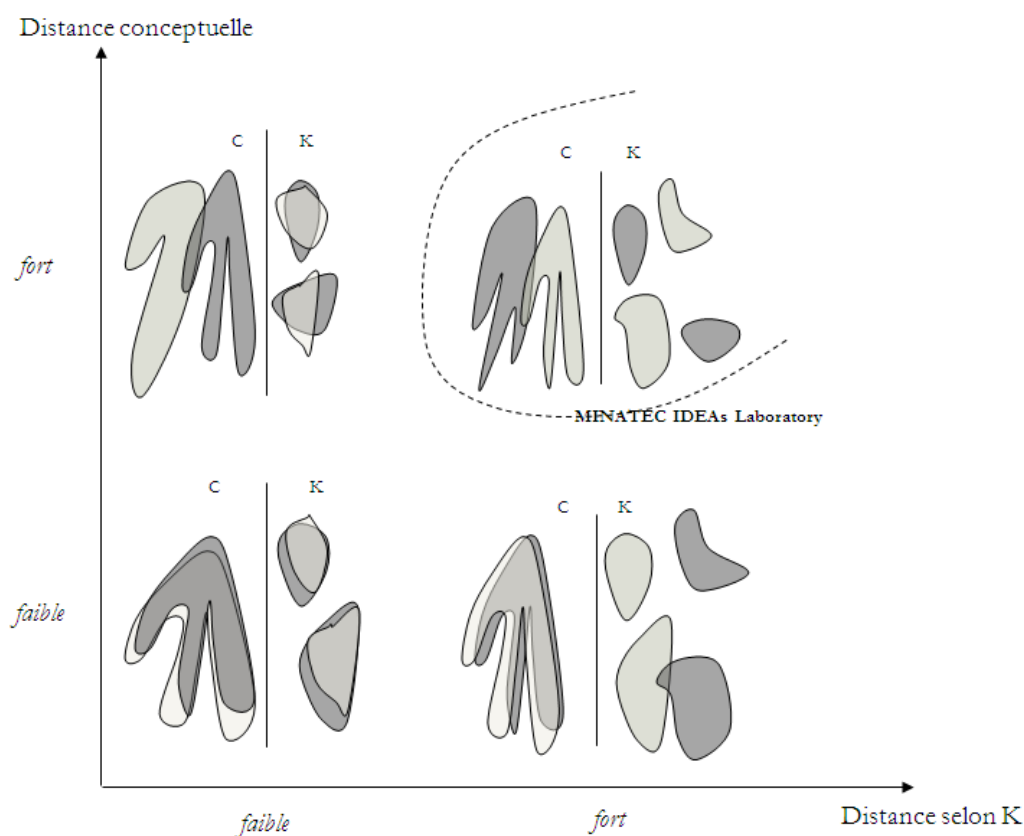 Distance conceptuelle
C K
C K
fort
MINATEC IDEAs Laboratory
C K
C K
faible
faible
fort
Distance selon K